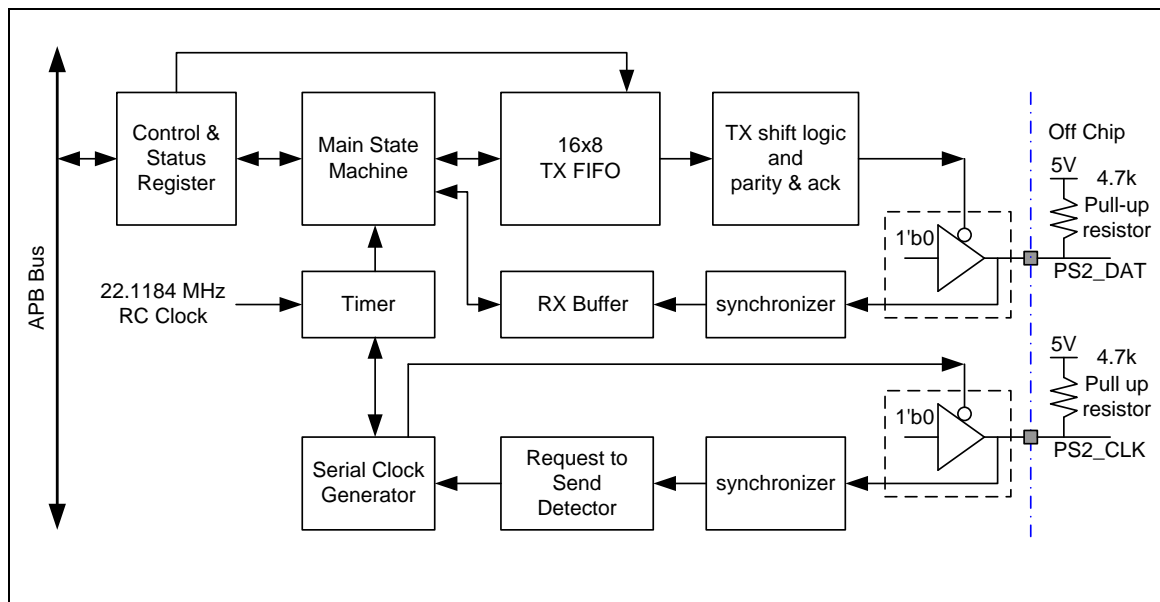 APB Bus
Control &
Status
Register
Main State
Machine
16x8
TX FIFO
TX shift logic
and
parity & ack
Off Chip
5V
4.7k
Pull-up
resistor
1'b0
PS2_DAT
22.1184 MHz
RC Clock
Timer
RX Buffer
synchronizer
5V
4.7k
Pull up
resistor
1'b0
PS2_CLK
Serial Clock
Generator
Request to
Send
Detector
synchronizer